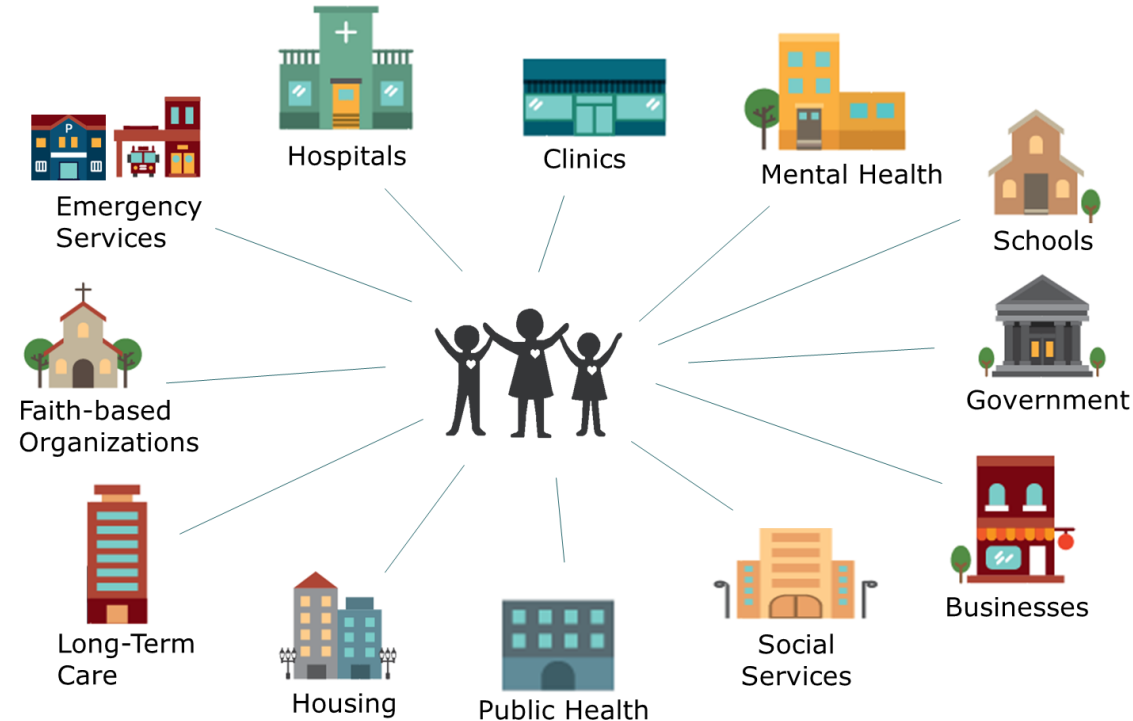 Hospitals
Clinics
Mental Health
P
Emergency
Services
Schools
Faith-based
Organizations
Government
Long-Term
Care
Housing
Public Health
Social
Services
Businesses